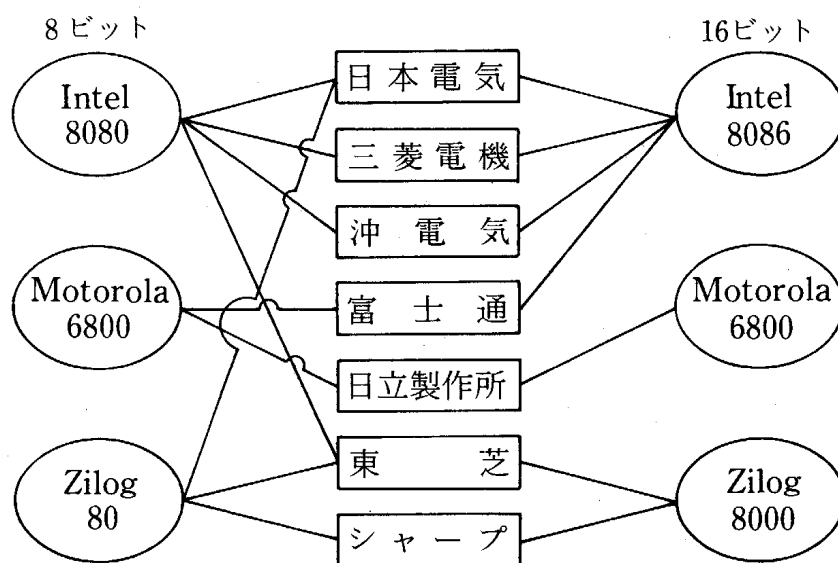 8ビット
16ビット
Intel
8080
日本電気
Intel
8086
三菱電機
沖電気
Motorola
6800
富士通
Motorola
6800
日立製作所
Zilog
80
東芝
Zilog
8000
シャープ